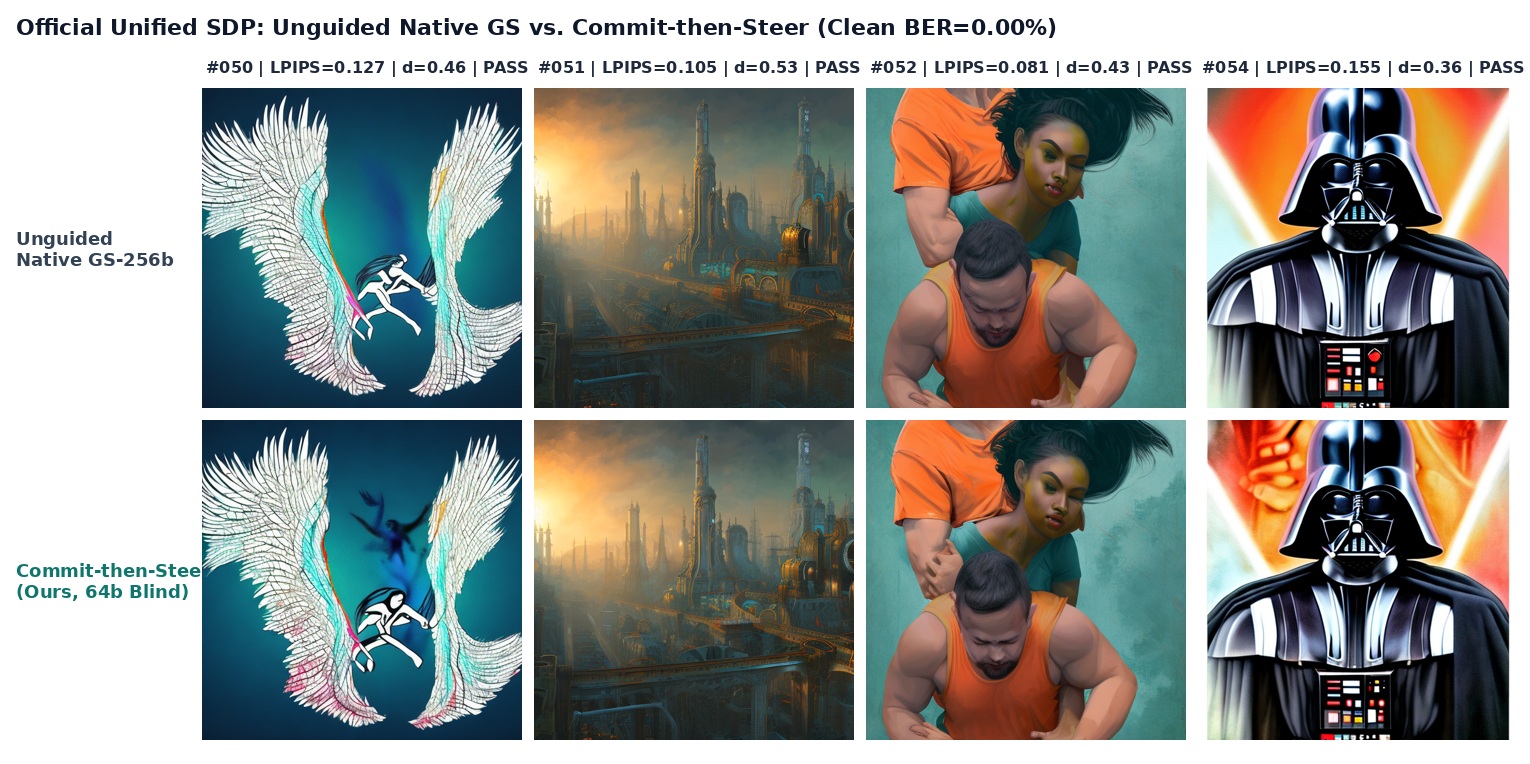 Official Unified SDP: Unguided Native GS vs. Commit-then-Steer (Clean BER=0.00%)
#050 | LPIPS=0.127 | d=0.46 | PASS
#051 | LPIPS=0.105 | d=0.53 | PASS
#052 | LPIPS=0.081 | d=0.43 | PASS
#054 | LPIPS=0.155 | d=0.36 | PASS
Unguided
Native GS-256b
Commit-then-Stee
(Ours, 64b Blind)